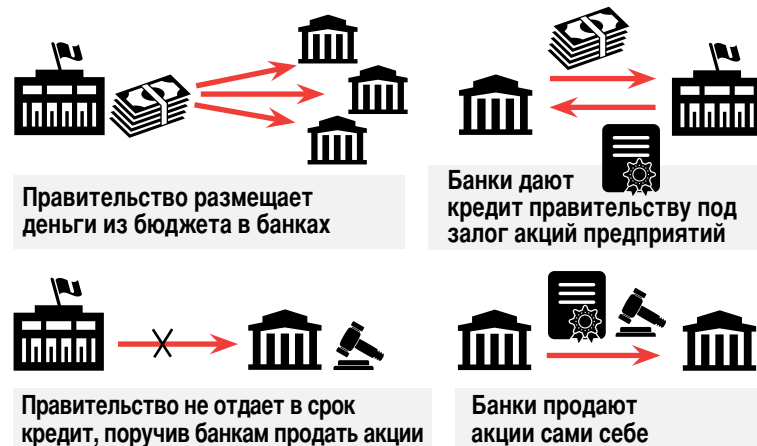 Правительство размещает
деньги из бюджета в банках
Банки дают
кредит правительству под
залог акций предприятий
Правительство не отдает в срок
кредит, поручив банкам продать акции
Банки продают
акции сами себе